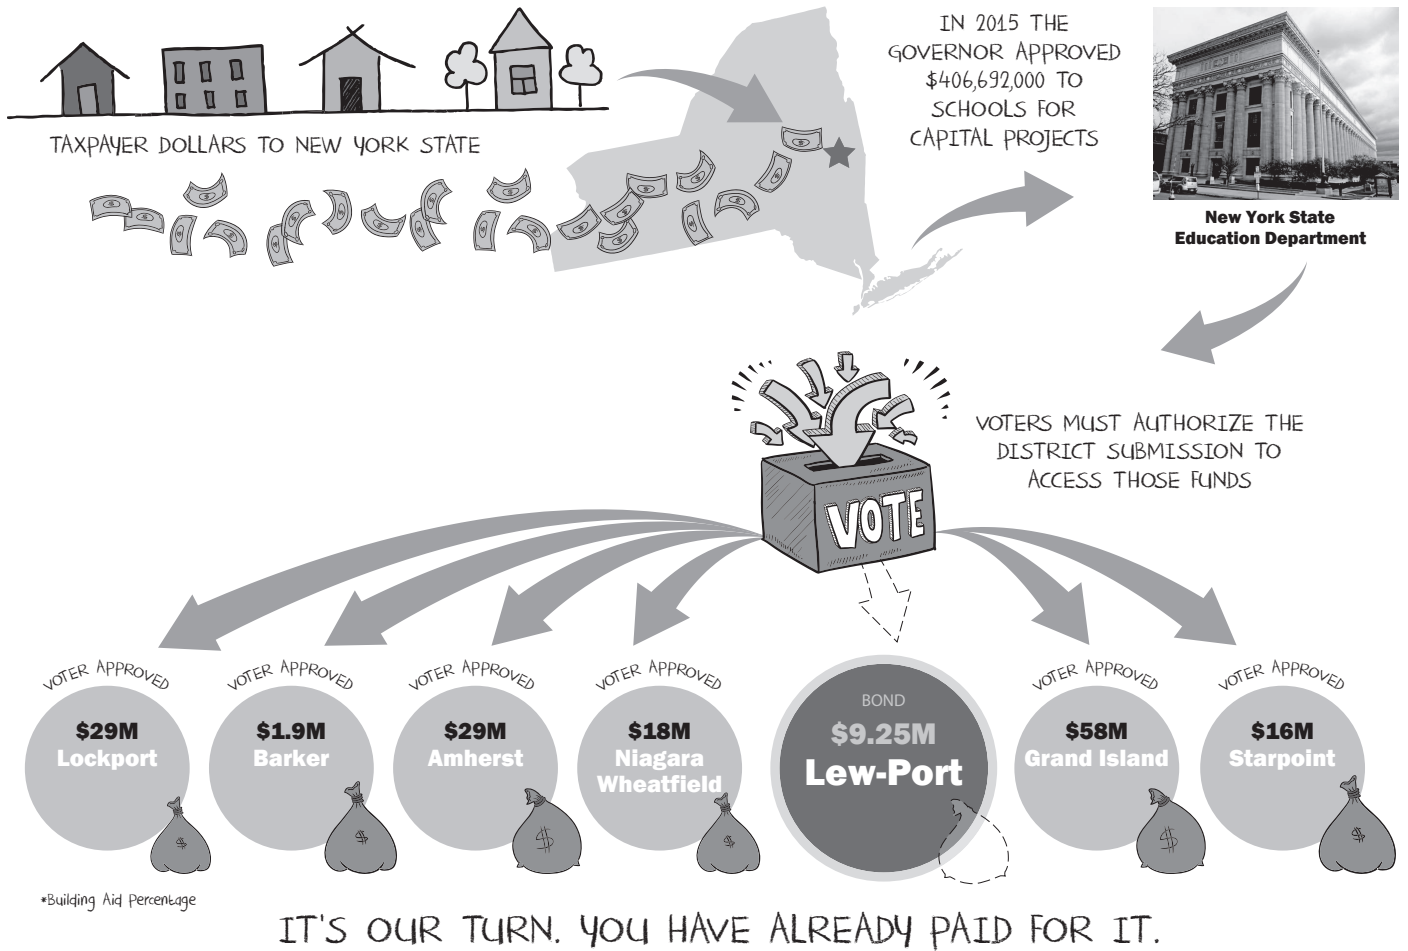 TAXPAYER DOLLARS TO NEW YORK STATE
IN 2015 THE
GOVERNOR APPROVED
$406,692,000 TO
SCHOOLS FOR
CAPITAL PROJECTS
New York State
Education Department
VOTERS MUST AUTHORIZE THE
DISTRICT SUBMISSION TO
ACCESS THOSE FUNDS
VOTE
VOTER APPROVED
$29M
Lockport
$
VOTER APPROVED
$1.9M
Barker
$
VOTER APPROVED
$29M
Amherst
$
VOTER APPROVED
$18M
Niagara
Wheatfield
$
BOND
$9.25M
Lew-Port
VOTER APPROVED
$58M
Grand Island
$
VOTER APPROVED
$16M
Starpoint
$
*Building Aid Percentage
IT'S OUR TURN. YOU HAVE ALREADY PAID FOR IT.